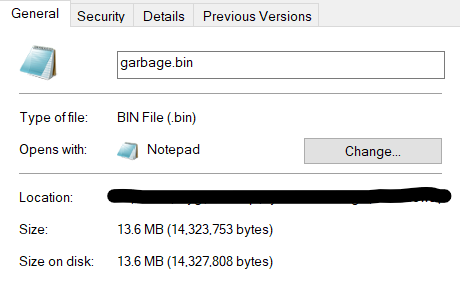 General Security Details Previous Versions
garbage.bin
Type of file: BIN File (.bin)
Opens with: Notepad Change...
Location:
Size: 13.6 MB (14,323,753 bytes)
Size on disk: 13.6 MB (14,327,808 bytes)